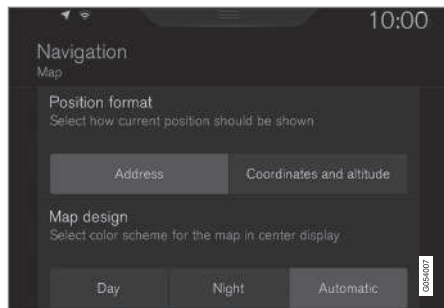 10:00
Navigation
Map
Position format
Select how current position should be shown
Address Coordinates and altitude
Map design
Select color scheme for the map in center display
Day Night Automatic
G054007